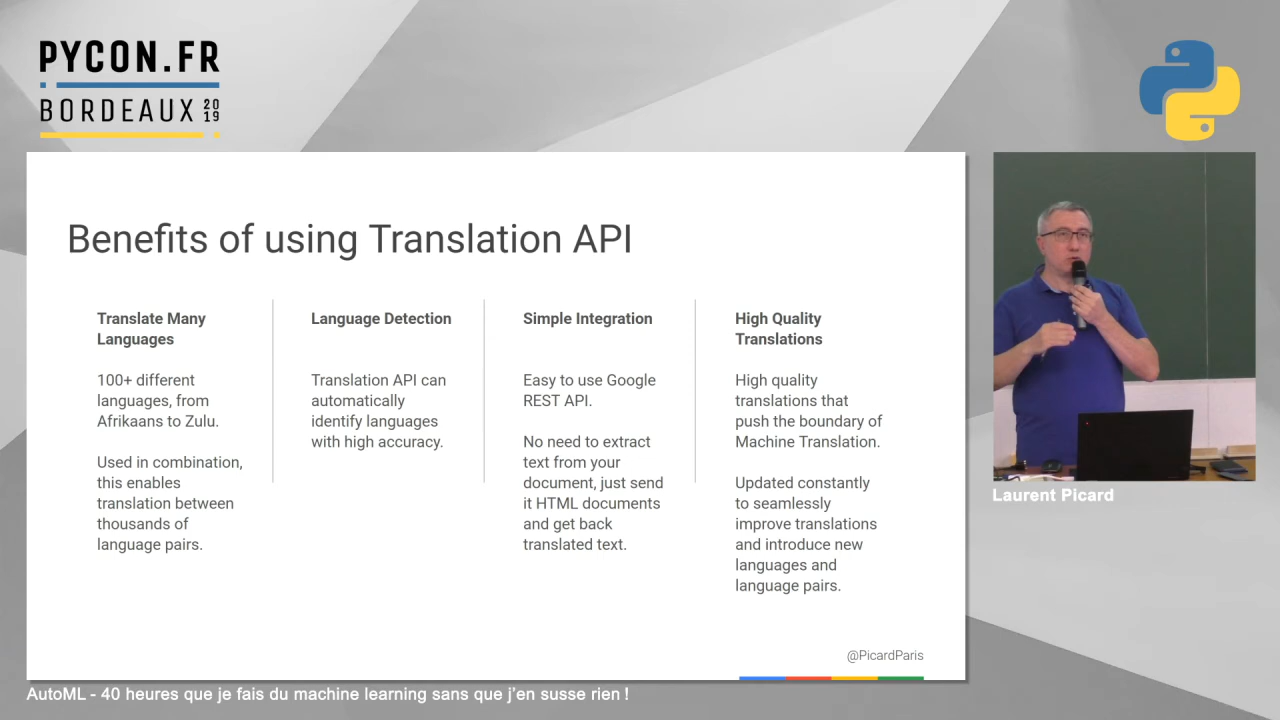 PYCON.FR
BORDEAUX 2019
Benefits of using Translation API
Translate Many
Languages
100+ different
languages, from
Afrikaans to Zulu.
Used in combination,
this enables
translation between
thousands of
language pairs.
Language Detection
Translation API can
automatically
identify languages
with high accuracy.
Simple Integration
Easy to use Google
REST API.
No need to extract
text from your
document, just send
it HTML documents
and get back
translated text.
High Quality
Translations
High quality
translations that
push the boundary of
Machine Translation.
Updated constantly
to seamlessly
improve translations
and introduce new
languages and
language pairs.
@PicardParis
Laurent Picard
AutoML - 40 heures que je fais du machine learning sans que j'en susse rien !